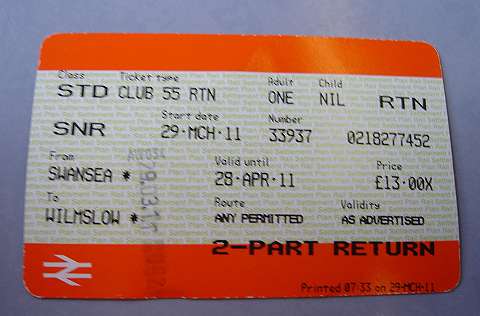 Class Ticket type Adult Child
STD CLUB 55 RTN ONE NIL RTN
Start date Number
SNR 29·MCH·11 33937 0218277452
From Valid until Price
SWANSEA * 28·APR·11 £13.00X
To Route Validity
WILMSLOW * ANY PERMITTED AS ADVERTISED
2-PART RETURN
Printed 07:33 on 29·MCH·11